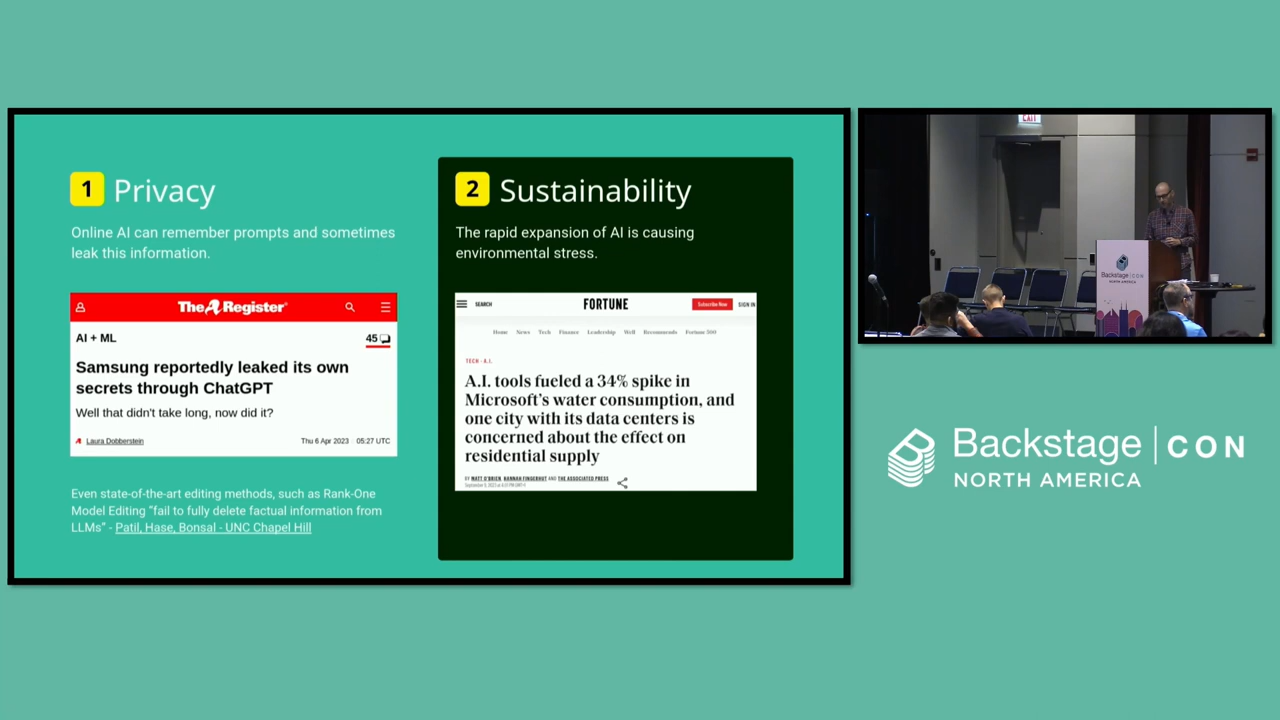 1 Privacy
Online AI can remember prompts and sometimes
leak this information.
The Register®
AI + ML
45
Samsung reportedly leaked its own
secrets through ChatGPT
Well that didn't take long, now did it?
Laura Dobberstein
Thu 6 Apr 2023 05:27 UTC
Even state-of-the-art editing methods, such as Rank-One
Model Editing "fail to fully delete factual information from
LLMs" - Patil, Hase, Bonsal - UNC Chapel Hill
2 Sustainability
The rapid expansion of AI is causing
environmental stress.
SEARCH
FORTUNE
Subscribe Now
SIGN IN
Home News Tech Finance Leadership Well Recommends Fortune 500
TECH · A.I.
A.I. tools fueled a 34% spike in
Microsoft's water consumption, and
one city with its data centers is
concerned about the effect on
residential supply
BY MATT O'BRIEN, HANNAH FINGERHUT AND THE ASSOCIATED PRESS
EXIT
Backstage CON
NORTH AMERICA
Backstage CON
NORTH AMERICA